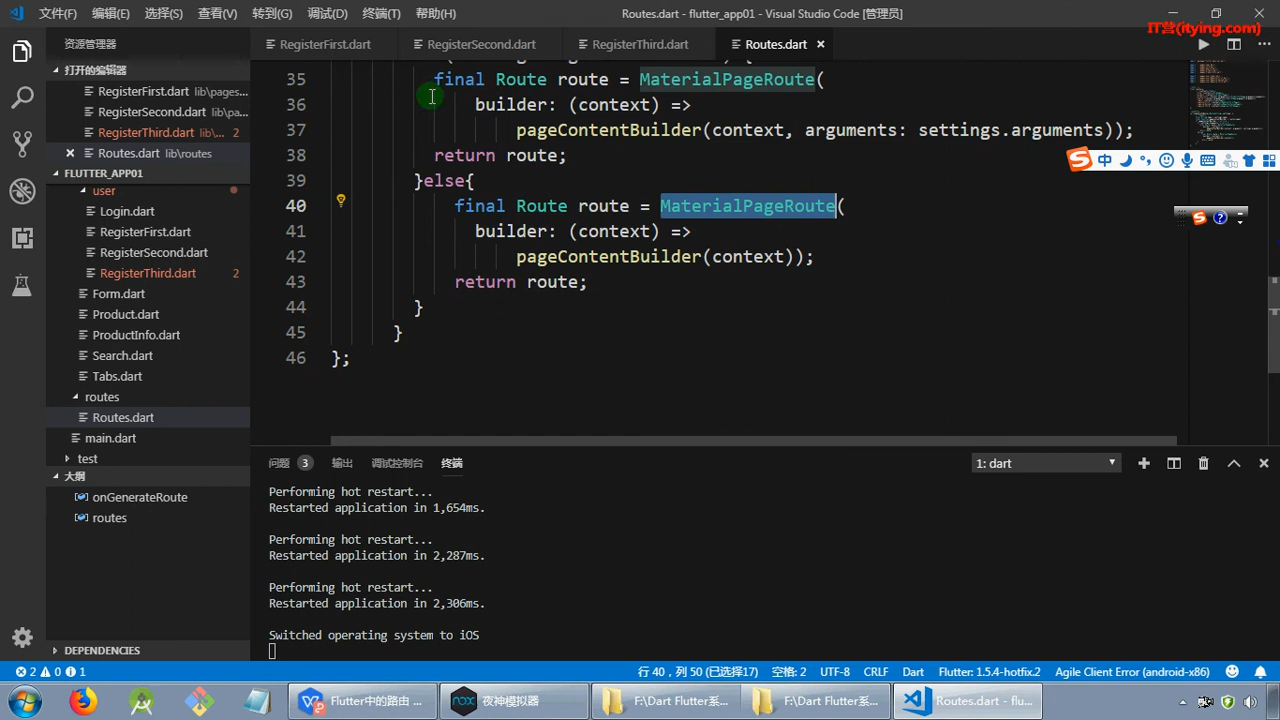 文件(F) 编辑(E) 选择(S) 查看(V) 转到(G) 调试(D) 终端(T) 帮助(H) Routes.dart - flutter_app01 - Visual Studio Code [管理员]
IT营(itying.com)
资源管理器
RegisterFirst.dart RegisterSecond.dart RegisterThird.dart Routes.dart
打开的编辑器
RegisterFirst.dart lib\pages...
RegisterSecond.dart lib\pa...
RegisterThird.dart lib\... 2
Routes.dart lib\routes
FLUTTER_APP01
user
Login.dart
RegisterFirst.dart
RegisterSecond.dart
RegisterThird.dart 2
Form.dart
Product.dart
ProductInfo.dart
Search.dart
Tabs.dart
routes
Routes.dart
main.dart
test
大纲
onGenerateRoute
routes
DEPENDENCIES
35 final Route route = MaterialPageRoute(
36 builder: (context) =>
37 pageContentBuilder(context, arguments: settings.arguments));
38 return route;
39 }else{
40 final Route route = MaterialPageRoute(
41 builder: (context) =>
42 pageContentBuilder(context));
43 return route;
44 }
45 }
46 };
中
问题 3 输出 调试控制台 终端 1: dart
Performing hot restart...
Restarted application in 1,654ms.
Performing hot restart...
Restarted application in 2,287ms.
Performing hot restart...
Restarted application in 2,306ms.
Switched operating system to iOS
2 0 1 行 40，列 50 (已选择17) 空格: 2 UTF-8 CRLF Dart Flutter: 1.5.4-hotfix.2 Agile Client Error (android-x86)
Flutter中的路由 ... nox 夜神模拟器 F:\Dart Flutter系... F:\Dart Flutter系... Routes.dart - flu...